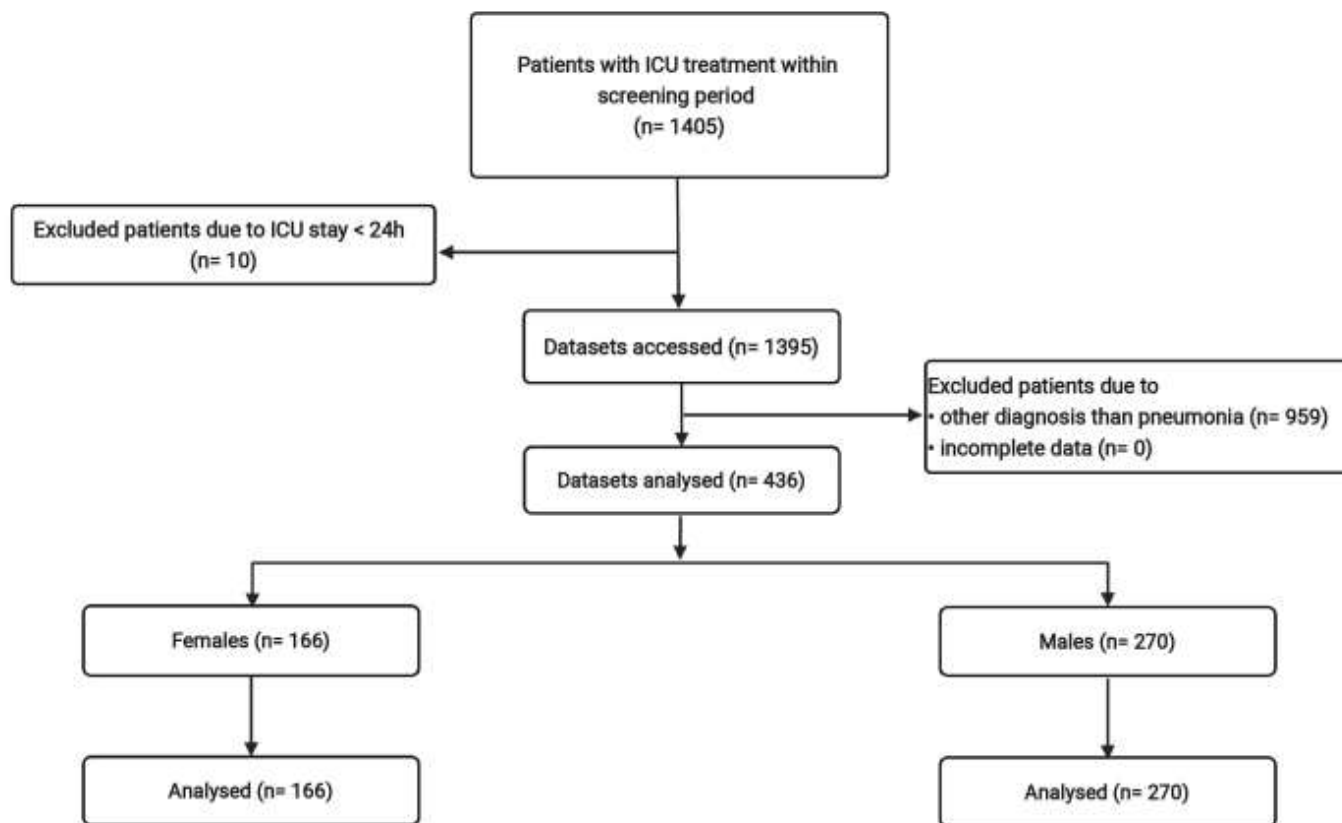 Patients with ICU treatment within
screening period
(n= 1405)
Excluded patients due to ICU stay < 24h
(n= 10)
Datasets accessed (n= 1395)
Excluded patients due to
• other diagnosis than pneumonia (n= 959)
• incomplete data (n= 0)
Datasets analysed (n= 436)
Females (n= 166)
Males (n= 270)
Analysed (n= 166)
Analysed (n= 270)